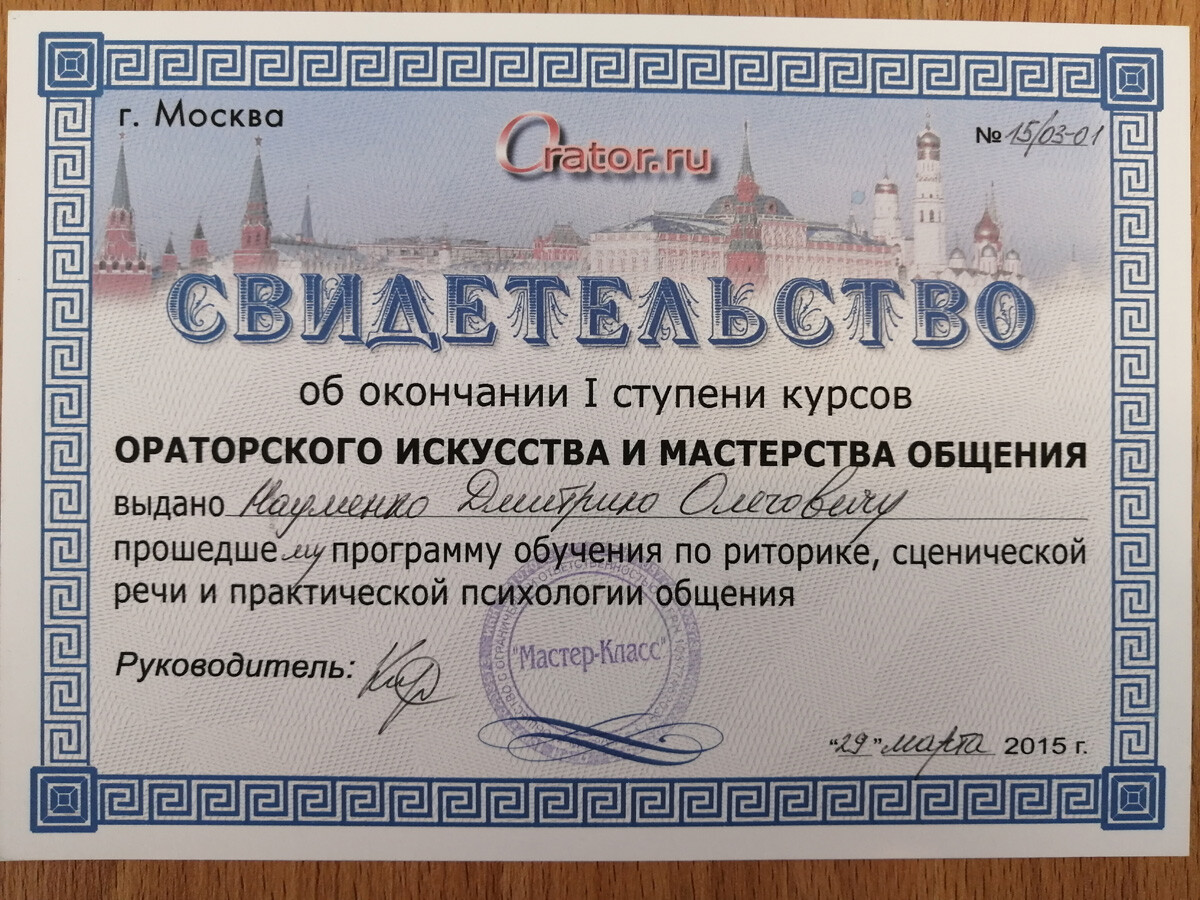 г. Москва
Orator.ru
№ 15/03-01
СВИДЕТЕЛЬСТВО
об окончании I ступени курсов
ОРАТОРСКОГО ИСКУССТВА И МАСТЕРСТВА ОБЩЕНИЯ
выдано Науменко Дмитрию Олеговичу
прошедшему программу обучения по риторике, сценической
речи и практической психологии общения
"Мастер-Класс"
Руководитель:
"29" марта 2015 г.